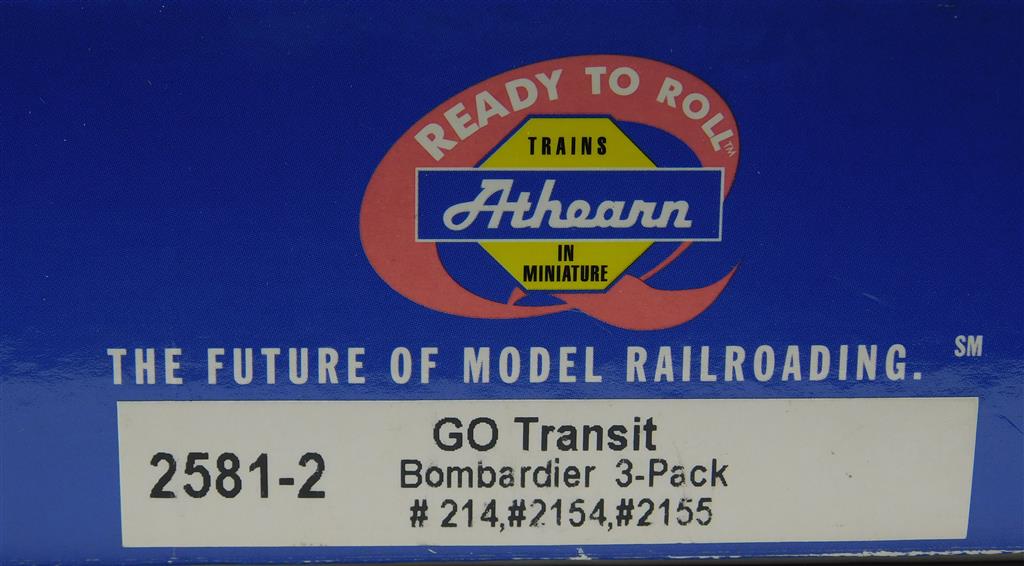 READY TO ROLL™
TRAINS
Athearn
IN
MINIATURE
THE FUTURE OF MODEL RAILROADING. SM
2581-2
GO Transit
Bombardier 3-Pack
# 214,#2154,#2155